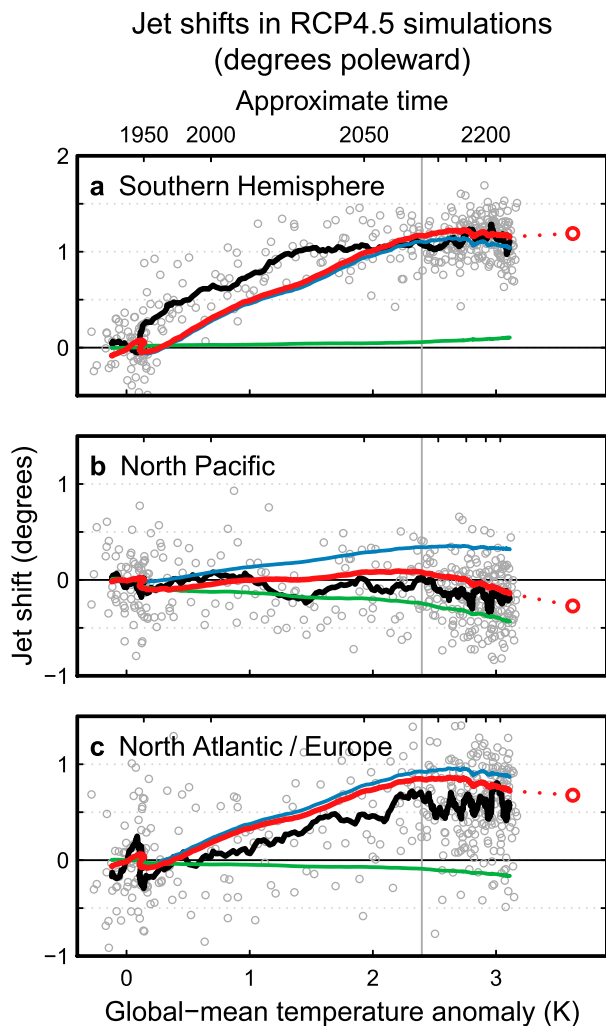 Jet shifts in RCP4.5 simulations
(degrees poleward)
Approximate time
1950 2000 2050 2200
a Southern Hemisphere
2
1
0
b North Pacific
1
0
−1
Jet shift (degrees)
c North Atlantic / Europe
1
0
−1
0 1 2 3
Global−mean temperature anomaly (K)